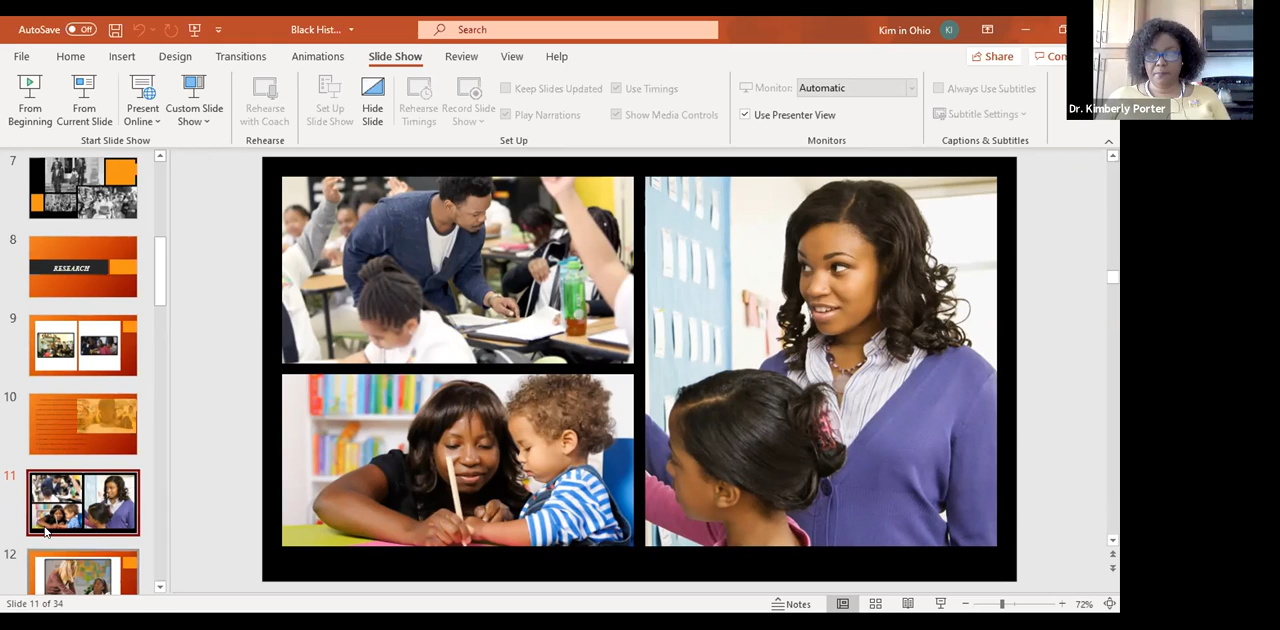 AutoSave Off Black Hist... Search Kim in Ohio KI
File Home Insert Design Transitions Animations Slide Show Review View Help Share Com
From Beginning
From Current Slide
Present Online
Custom Slide Show
Start Slide Show
Rehearse with Coach
Rehearse
Set Up Slide Show
Hide Slide
Rehearse Timings
Record Slide Show
Keep Slides Updated
Play Narrations
Use Timings
Show Media Controls
Set Up
Monitor: Automatic
Use Presenter View
Monitors
Always Use Subtitles
Subtitle Settings
Captions & Subtitles
Dr. Kimberly Porter
7
8
RESEARCH
9
10
11
12
Slide 11 of 34 Notes 72%